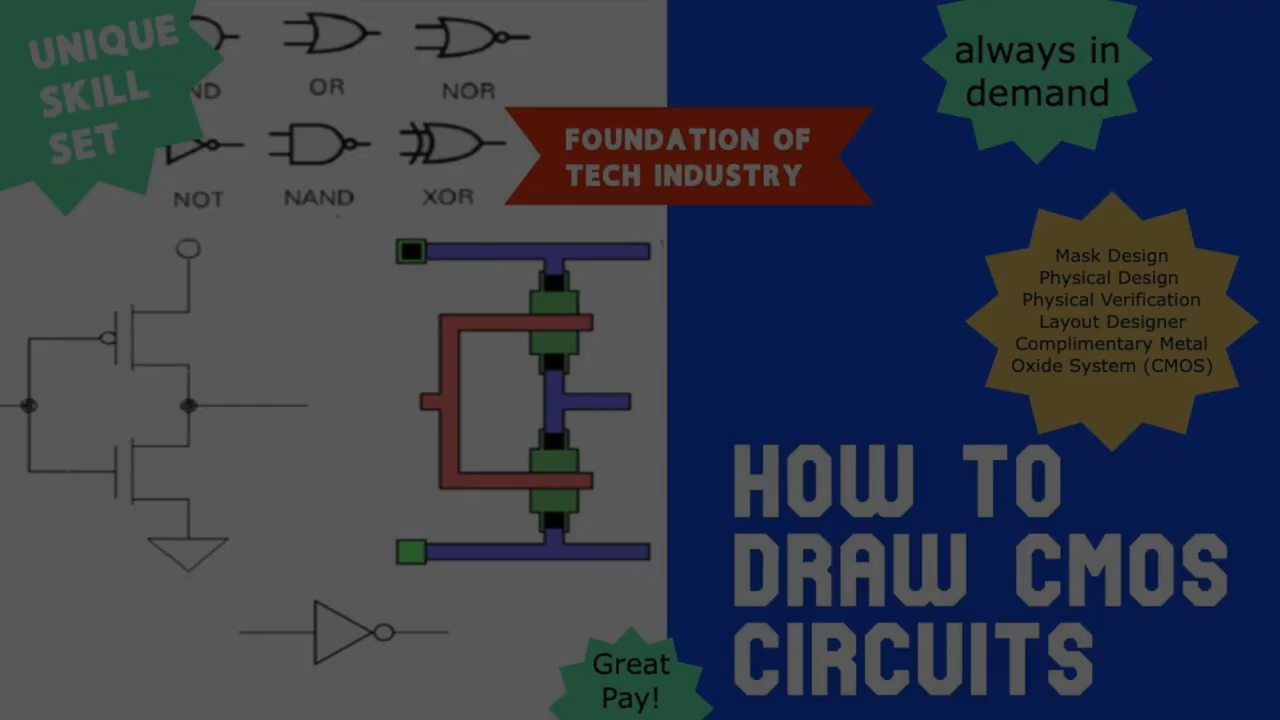 UNIQUE
SKILL
SET
ND
OR
NOR
NOT
NAND
XOR
FOUNDATION OF
TECH INDUSTRY
always in
demand
Mask Design
Physical Design
Physical Verification
Layout Designer
Complimentary Metal
Oxide System (CMOS)
HOW TO
DRAW CMOS
CIRCUITS
Great
Pay!